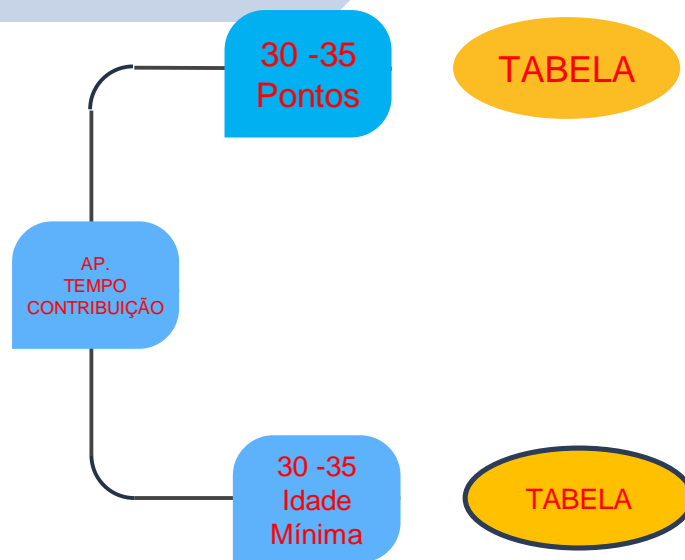 30 -35
Pontos
TABELA
AP.
TEMPO
CONTRIBUIÇÃO
30 -35
Idade
Mínima
TABELA